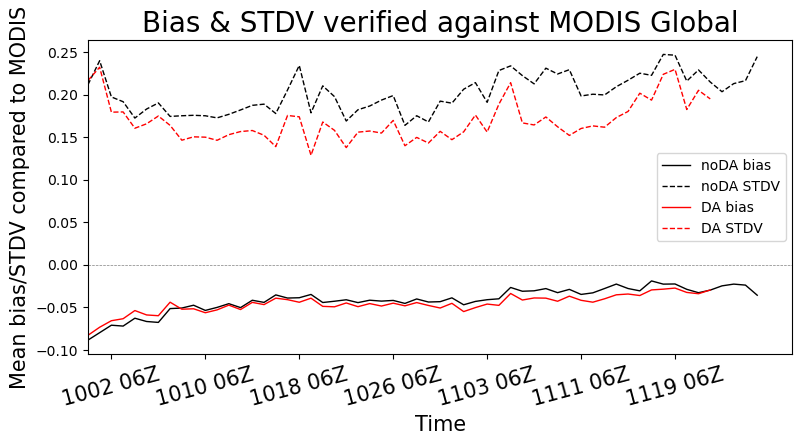 Bias & STDV verified against MODIS Global
Mean bias/STDV compared to MODIS
0.25
0.20
0.15
0.10
0.05
0.00
−0.05
−0.10
noDA bias
noDA STDV
DA bias
DA STDV
1002 06Z
1010 06Z
1018 06Z
1026 06Z
1103 06Z
1111 06Z
1119 06Z
Time